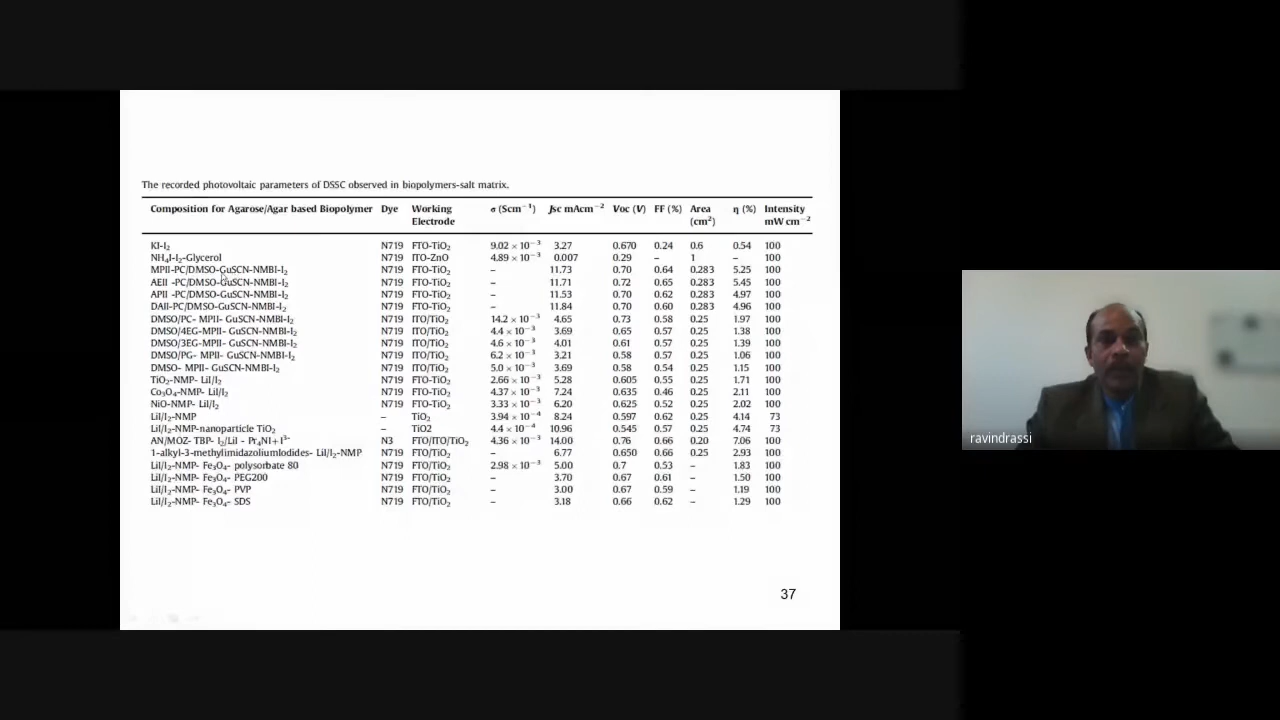 The recorded photovoltaic parameters of DSSC observed in biopolymers-salt matrix.
Composition for Agarose/Agar based Biopolymer Dye Working Electrode σ (Scm⁻¹) Jsc mAcm⁻² Voc (V) FF (%) Area (cm²) η (%) Intensity mW cm⁻²
KI-I₂ N719 FTO-TiO₂ 9.02 × 10⁻³ 3.27 0.670 0.24 0.6 0.54 100
NH₄I-I₂-Glycerol N719 ITO-ZnO 4.89 × 10⁻³ 0.007 0.29 – 1 – 100
MPII-PC/DMSO-GuSCN-NMBI-I₂ N719 FTO-TiO₂ – 11.73 0.70 0.64 0.283 5.25 100
AEII -PC/DMSO-GuSCN-NMBI-I₂ N719 FTO-TiO₂ – 11.71 0.72 0.65 0.283 5.45 100
APII -PC/DMSO-GuSCN-NMBI-I₂ N719 FTO-TiO₂ – 11.53 0.70 0.62 0.283 4.97 100
DAII-PC/DMSO-GuSCN-NMBI-I₂ N719 FTO-TiO₂ – 11.84 0.70 0.60 0.283 4.96 100
DMSO/PC- MPII- GuSCN-NMBI-I₂ N719 ITO/TiO₂ 14.2 × 10⁻³ 4.65 0.73 0.58 0.25 1.97 100
DMSO/4EG-MPII- GuSCN-NMBI-I₂ N719 ITO/TiO₂ 4.4 × 10⁻³ 3.69 0.65 0.57 0.25 1.38 100
DMSO/3EG-MPII- GuSCN-NMBI-I₂ N719 ITO/TiO₂ 4.6 × 10⁻³ 4.01 0.61 0.57 0.25 1.39 100
DMSO/PG- MPII- GuSCN-NMBI-I₂ N719 ITO/TiO₂ 6.2 × 10⁻³ 3.21 0.58 0.57 0.25 1.06 100
DMSO- MPII- GuSCN-NMBI-I₂ N719 ITO/TiO₂ 5.0 × 10⁻³ 3.69 0.58 0.54 0.25 1.15 100
TiO₂-NMP- LiI/I₂ N719 FTO-TiO₂ 2.66 × 10⁻³ 5.28 0.605 0.55 0.25 1.71 100
Co₃O₄-NMP- LiI/I₂ N719 FTO-TiO₂ 4.37 × 10⁻³ 7.24 0.635 0.46 0.25 2.11 100
NiO-NMP- LiI/I₂ N719 FTO-TiO₂ 3.33 × 10⁻³ 6.20 0.625 0.52 0.25 2.02 100
LiI/I₂-NMP – TiO₂ 3.94 × 10⁻⁴ 8.24 0.597 0.62 0.25 4.14 73
LiI/I₂-NMP-nanoparticle TiO₂ – TiO2 4.4 × 10⁻⁴ 10.96 0.545 0.57 0.25 4.74 73
AN/MOZ- TBP- I₂/LiI - Pr₄NI+I³⁻ N3 FTO/ITO/TiO₂ 4.36 × 10⁻³ 14.00 0.76 0.66 0.20 7.06 100
1-alkyl-3-methylimidazoliumIodides- LiI/I₂-NMP N719 FTO/TiO₂ – 6.77 0.650 0.66 0.25 2.93 100
LiI/I₂-NMP- Fe₃O₄- polysorbate 80 N719 FTO/TiO₂ 2.98 × 10⁻³ 5.00 0.7 0.53 – 1.83 100
LiI/I₂-NMP- Fe₃O₄- PEG200 N719 FTO/TiO₂ – 3.70 0.67 0.61 – 1.50 100
LiI/I₂-NMP- Fe₃O₄- PVP N719 FTO/TiO₂ – 3.00 0.67 0.59 – 1.19 100
LiI/I₂-NMP- Fe₃O₄- SDS N719 FTO/TiO₂ – 3.18 0.66 0.62 – 1.29 100
37
ravindrassi